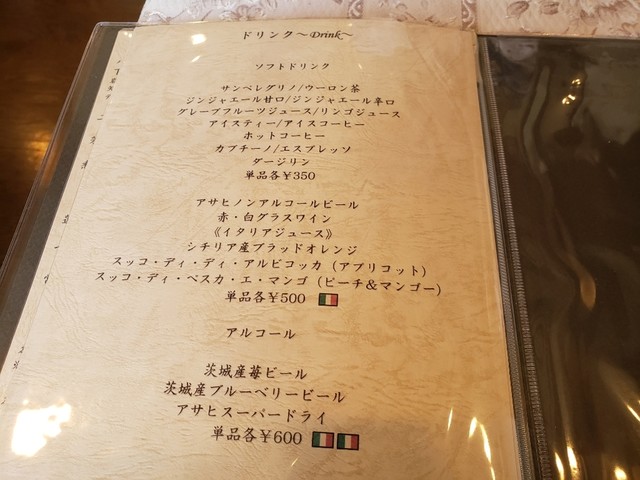 ドリンク～Drink～
ソフトドリンク
サンペレグリノ/ウーロン茶
ジンジャエール甘口/ジンジャエール辛口
グレープフルーツジュース/リンゴジュース
アイスティー/アイスコーヒー
ホットコーヒー
カプチーノ/エスプレッソ
ダージリン
単品各￥350
アサヒノンアルコールビール
赤・白グラスワイン
《イタリアジュース》
シチリア産ブラッドオレンジ
スッコ・ディ・ディ・アルビコッカ（アプリコット）
スッコ・ディ・ペスカ・エ・マンゴ（ピーチ&マンゴー）
単品各￥500
アルコール
茨城産苺ビール
茨城産ブルーベリービール
アサヒスーパードライ
単品各￥600